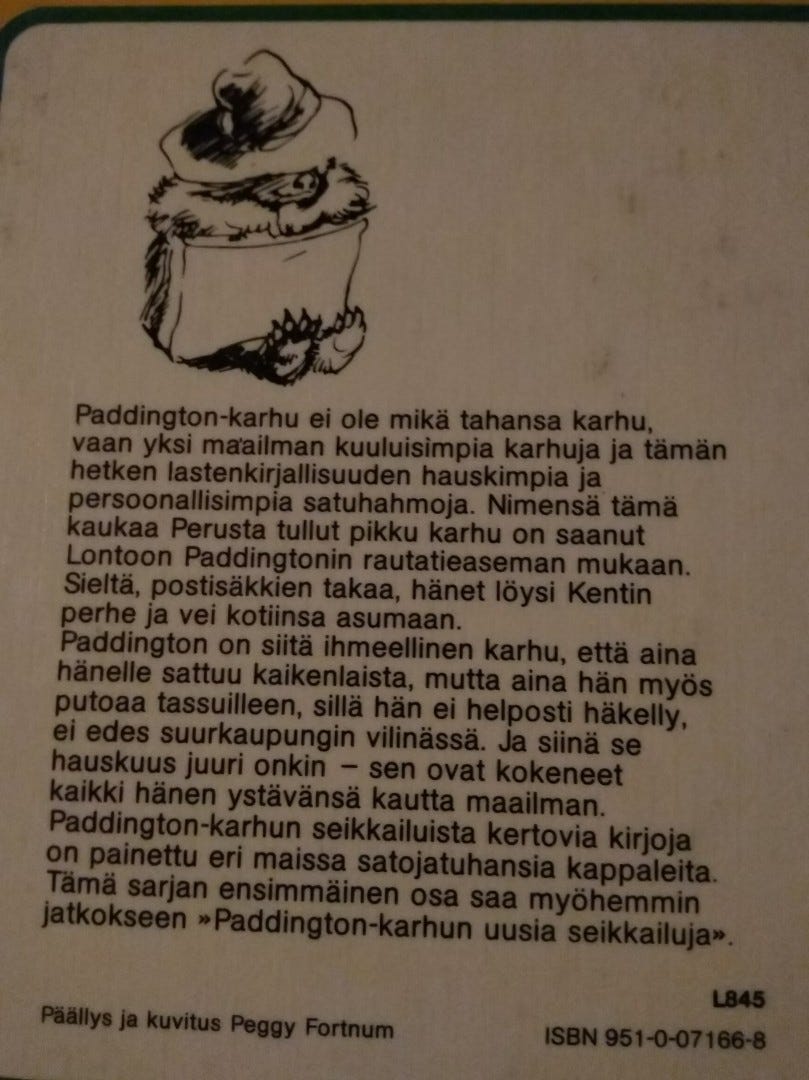 Paddington-karhu ei ole mikä tahansa karhu,
vaan yksi maailman kuuluisimpia karhuja ja tämän
hetken lastenkirjallisuuden hauskimpia ja
persoonallisimpia satuhahmoja. Nimensä tämä
kaukaa Perusta tullut pikku karhu on saanut
Lontoon Paddingtonin rautatieaseman mukaan.
Sieltä, postisäkkien takaa, hänet löysi Kentin
perhe ja vei kotiinsa asumaan.
Paddington on siitä ihmeellinen karhu, että aina
hänelle sattuu kaikenlaista, mutta aina hän myös
putoaa tassuilleen, sillä hän ei helposti häkelly,
ei edes suurkaupungin vilinässä. Ja siinä se
hauskuus juuri onkin – sen ovat kokeneet
kaikki hänen ystävänsä kautta maailman.
Paddington-karhun seikkailuista kertovia kirjoja
on painettu eri maissa satojatuhansia kappaleita.
Tämä sarjan ensimmäinen osa saa myöhemmin
jatkokseen »Paddington-karhun uusia seikkailuja».
L845
Päällys ja kuvitus Peggy Fortnum
ISBN 951-0-07166-8